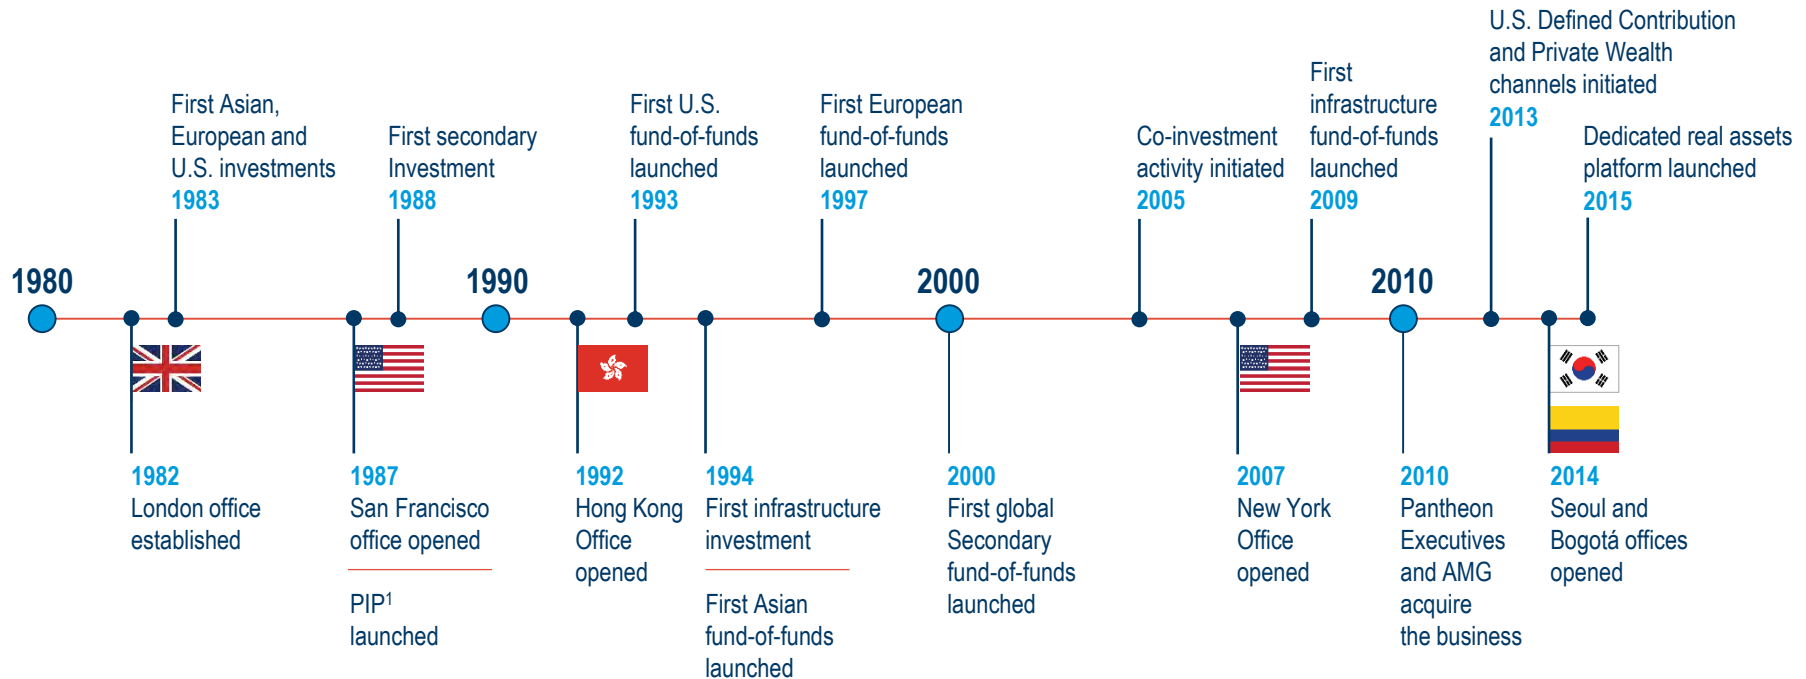 First Asian,
European and
U.S. investments
1983
First secondary
Investment
1988
First U.S.
fund-of-funds
launched
1993
First European
fund-of-funds
launched
1997
Co-investment
activity initiated
2005
First
infrastructure
fund-of-funds
launched
2009
U.S. Defined Contribution
and Private Wealth
channels initiated
2013
Dedicated real assets
platform launched
2015
1980
1990
2000
2010
1982
London office
established
1987
San Francisco
office opened
PIP¹
launched
1992
Hong Kong
Office
opened
1994
First infrastructure
investment
First Asian
fund-of-funds
launched
2000
First global
Secondary
fund-of-funds
launched
2007
New York
Office
opened
2010
Pantheon
Executives
and AMG
acquire
the business
2014
Seoul and
Bogotá offices
opened